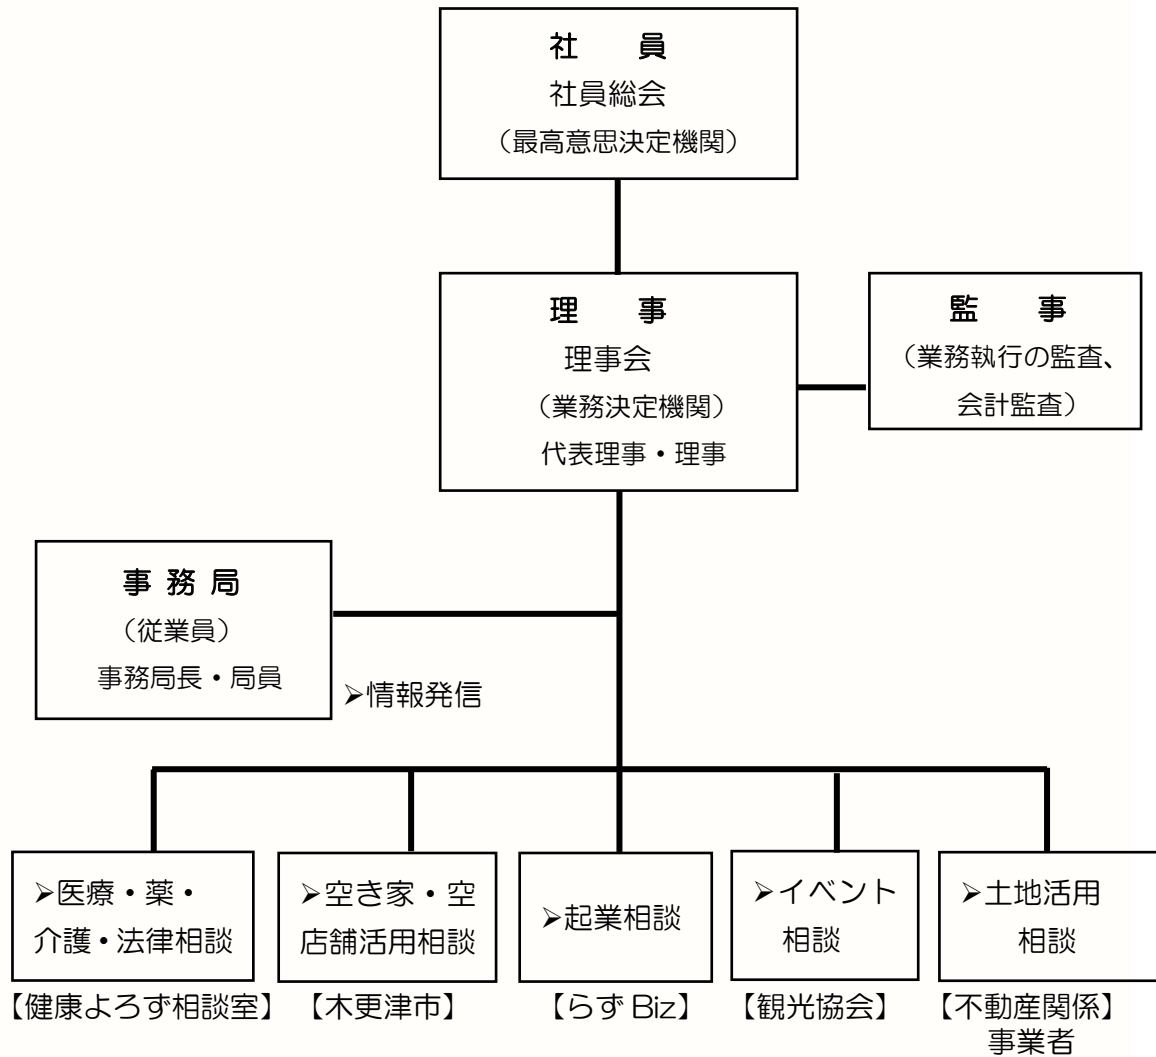 社　員
社員総会
（最高意思決定機関）
理　事
理事会
（業務決定機関）
代表理事・理事
監　事
（業務執行の監査、
会計監査）
事 務 局
（従業員）
事務局長・局員
➢情報発信
➢医療・薬・
介護・法律相談
【健康よろず相談室】
➢空き家・空
店舗活用相談
【木更津市】
➢起業相談
【らず Biz】
➢イベント
相談
【観光協会】
➢土地活用
相談
【不動産関係】
事業者